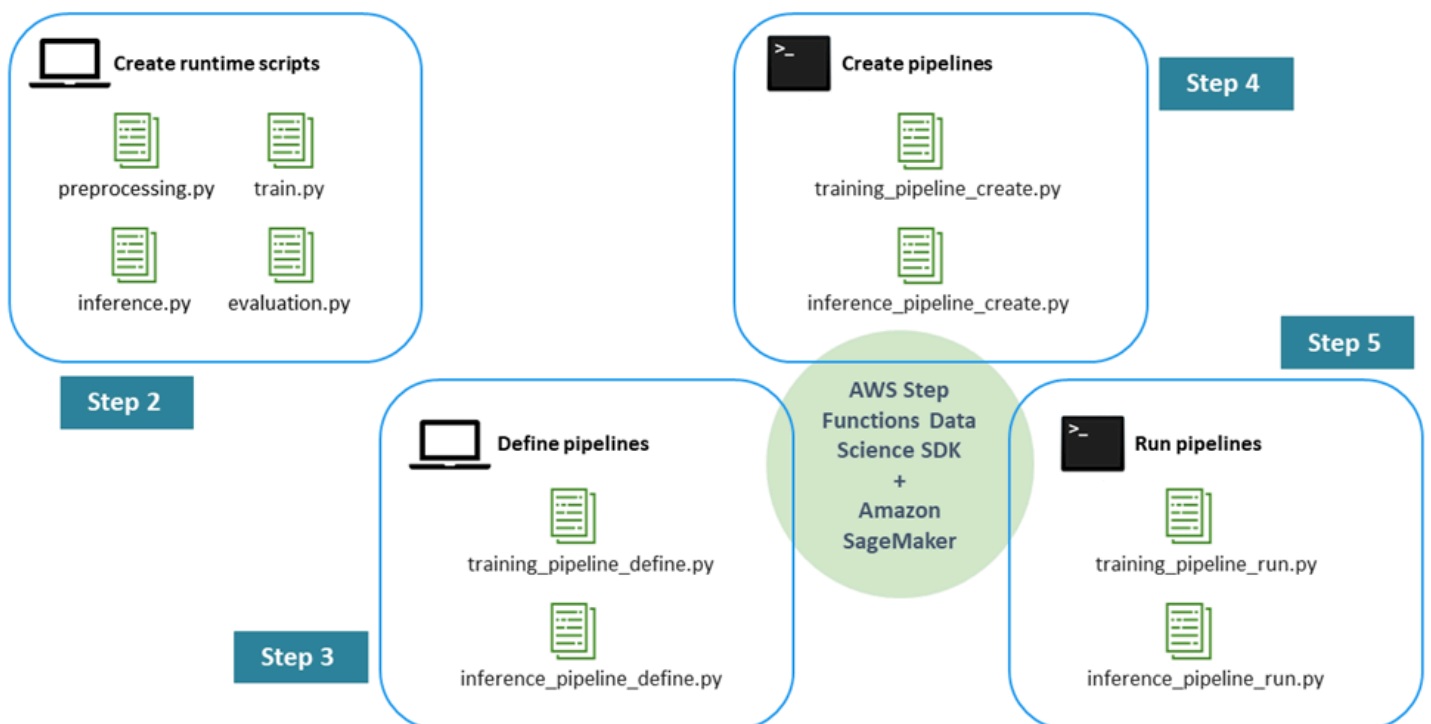 Create runtime scripts
preprocessing.py
train.py
inference.py
evaluation.py
Step 2
>_
Create pipelines
training_pipeline_create.py
inference_pipeline_create.py
Step 4
Define pipelines
training_pipeline_define.py
inference_pipeline_define.py
Step 3
AWS Step
Functions Data
Science SDK
+
Amazon
SageMaker
Step 5
>_
Run pipelines
training_pipeline_run.py
inference_pipeline_run.py